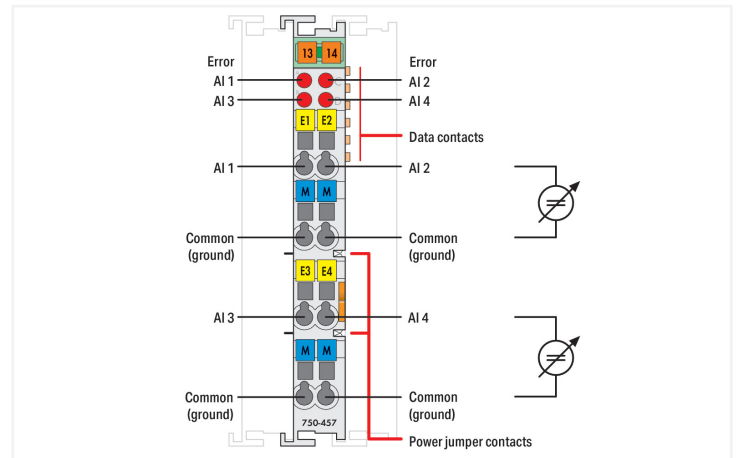 13 14
Error Error
AI 1 AI 2
AI 3 AI 4
E1 E2
Data contacts
AI 1 AI 2
M M
Common Common
(ground) (ground)
E3 E4
AI 3 AI 4
M M
Common Common
(ground) (ground)
750-457
Power jumper contacts